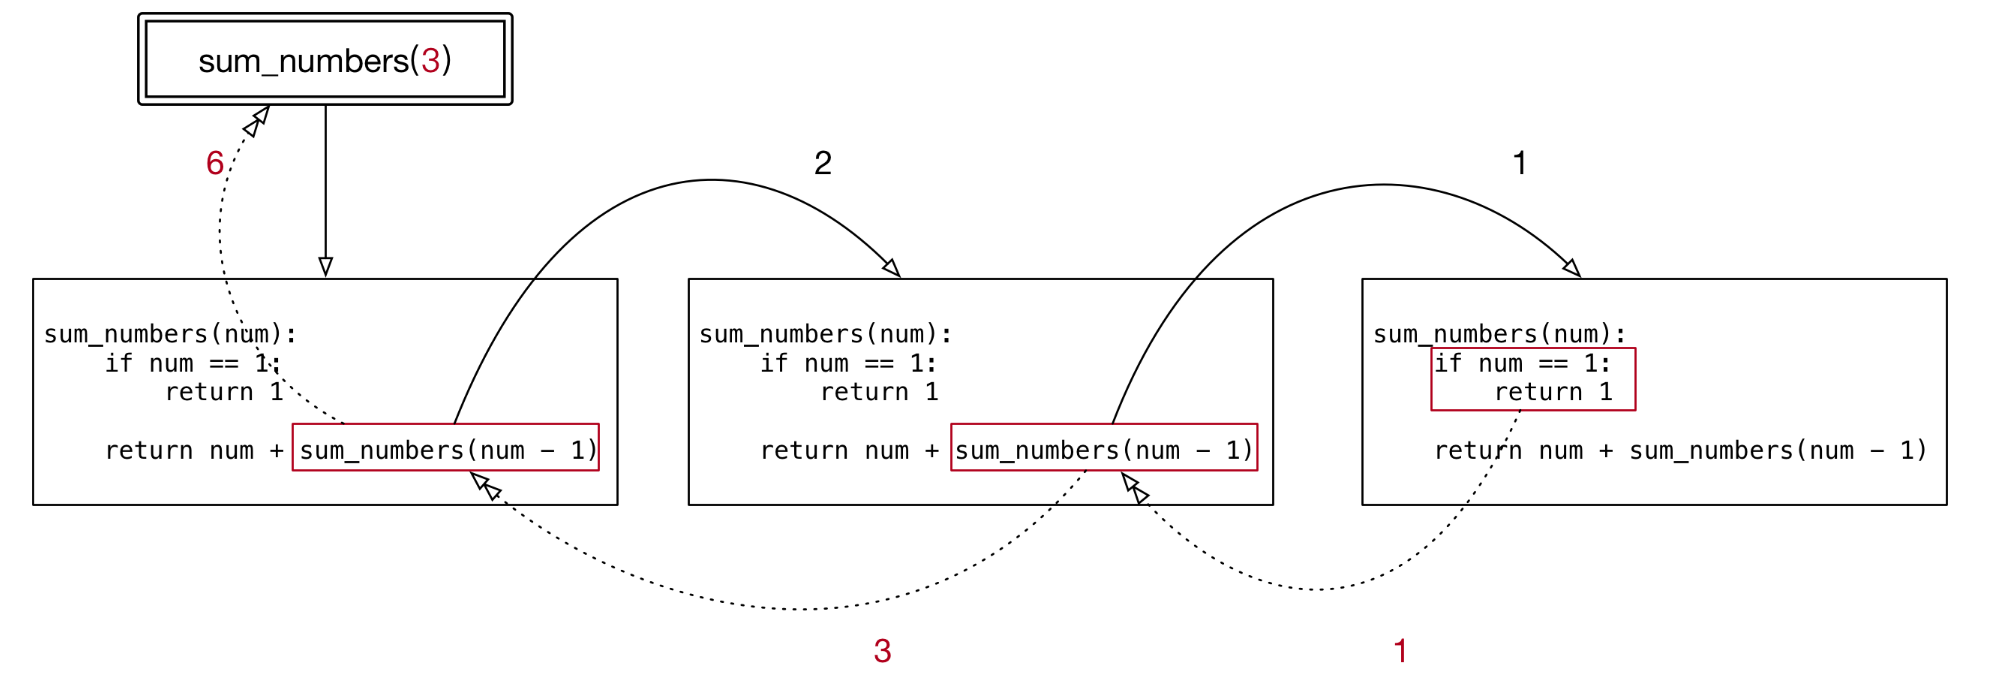 sum_numbers(3)
6
2
1
sum_numbers(num):
if num == 1:
return 1
return num + sum_numbers(num - 1)
sum_numbers(num):
if num == 1:
return 1
return num + sum_numbers(num - 1)
sum_numbers(num):
if num == 1:
return 1
return num + sum_numbers(num - 1)
3
1